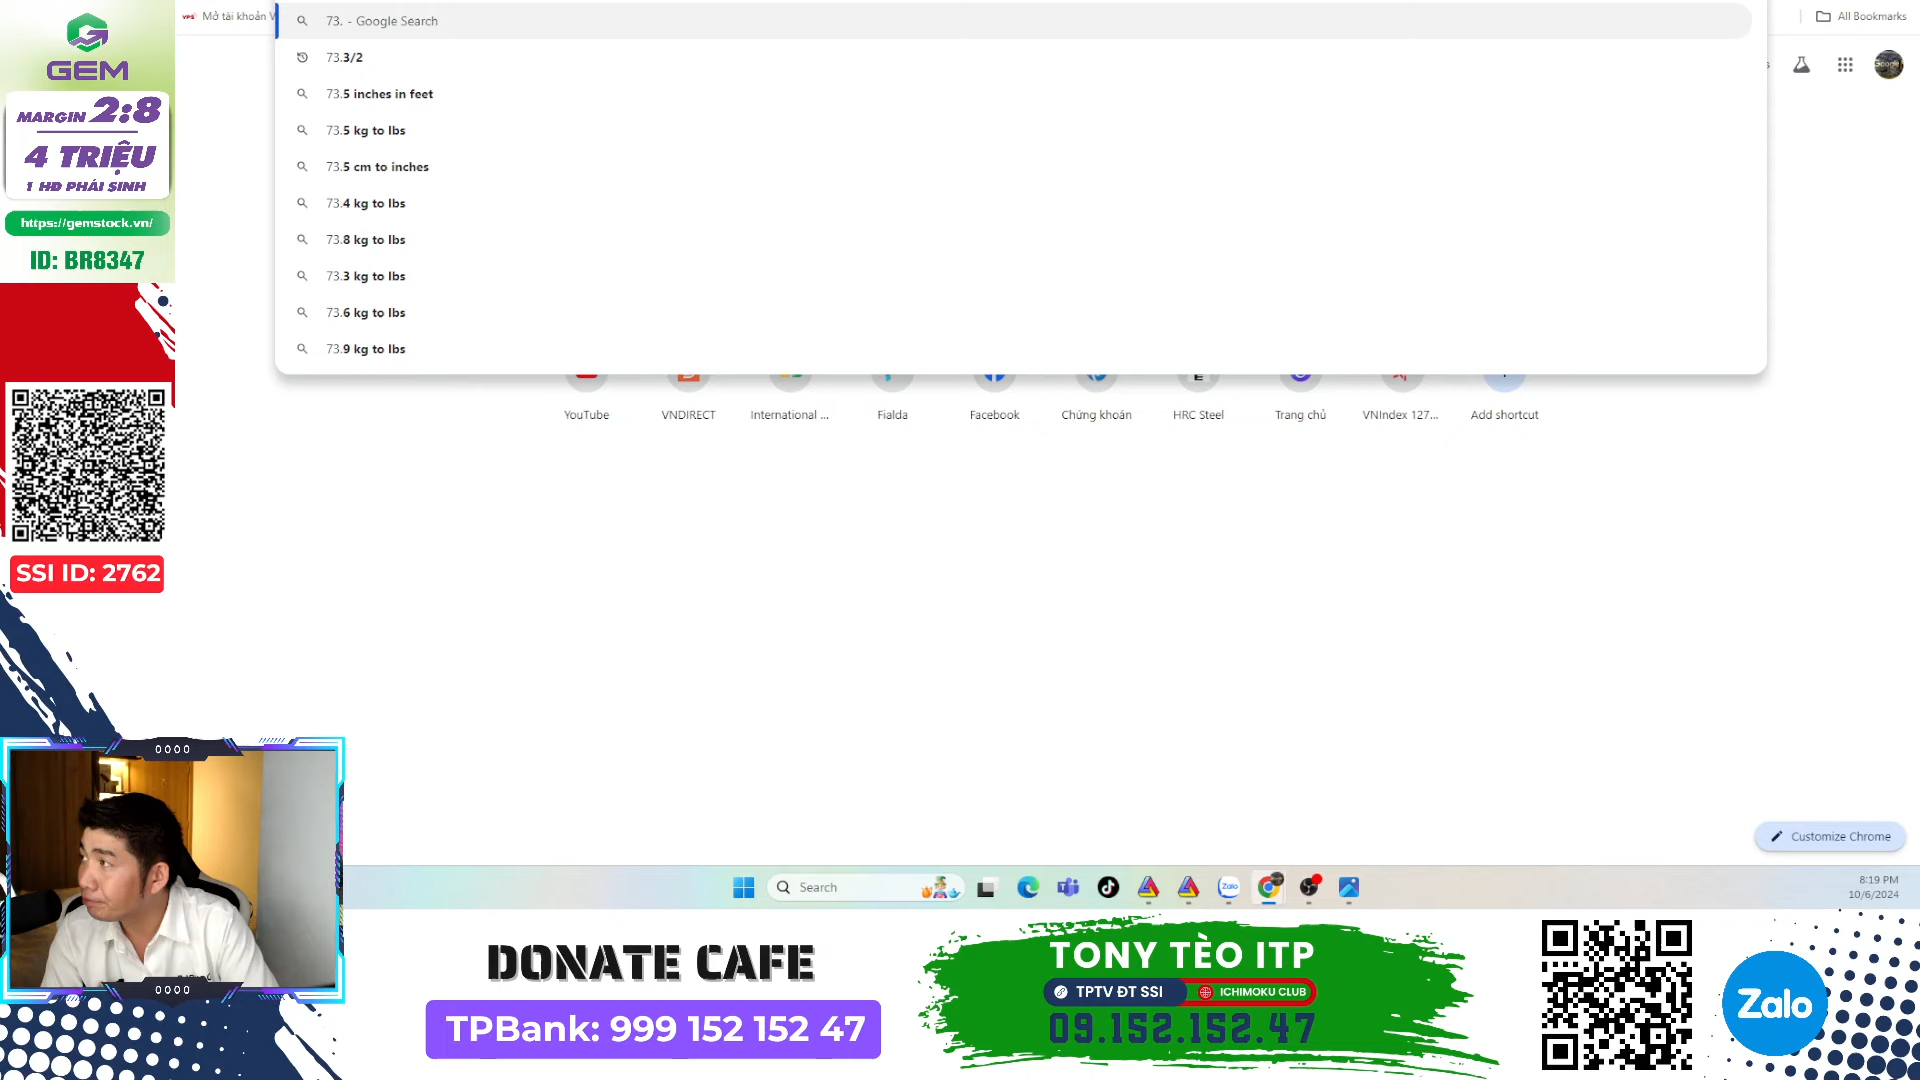 GEM
MARGIN 2:8
4 TRIỆU
1 HĐ PHÁI SINH
https://gemstock.vn/
ID: BR8347
SSI ID: 2762
VPS Mở tài khoản V
All Bookmarks
73. - Google Search
73.3/2
73.5 inches in feet
73.5 kg to lbs
73.5 cm to inches
73.4 kg to lbs
73.8 kg to lbs
73.3 kg to lbs
73.6 kg to lbs
73.9 kg to lbs
YouTube
VNDIRECT
International ...
Fialda
Facebook
Chứng khoán
HRC Steel
Trang chủ
VNIndex 127...
Add shortcut
Customize Chrome
Search
Zalo
8:19 PM
10/6/2024
DONATE CAFE
TPBank: 999 152 152 47
TONY TÈO ITP
TPTV ĐT SSI
ICHIMOKU CLUB
09.152.152.47
Zalo